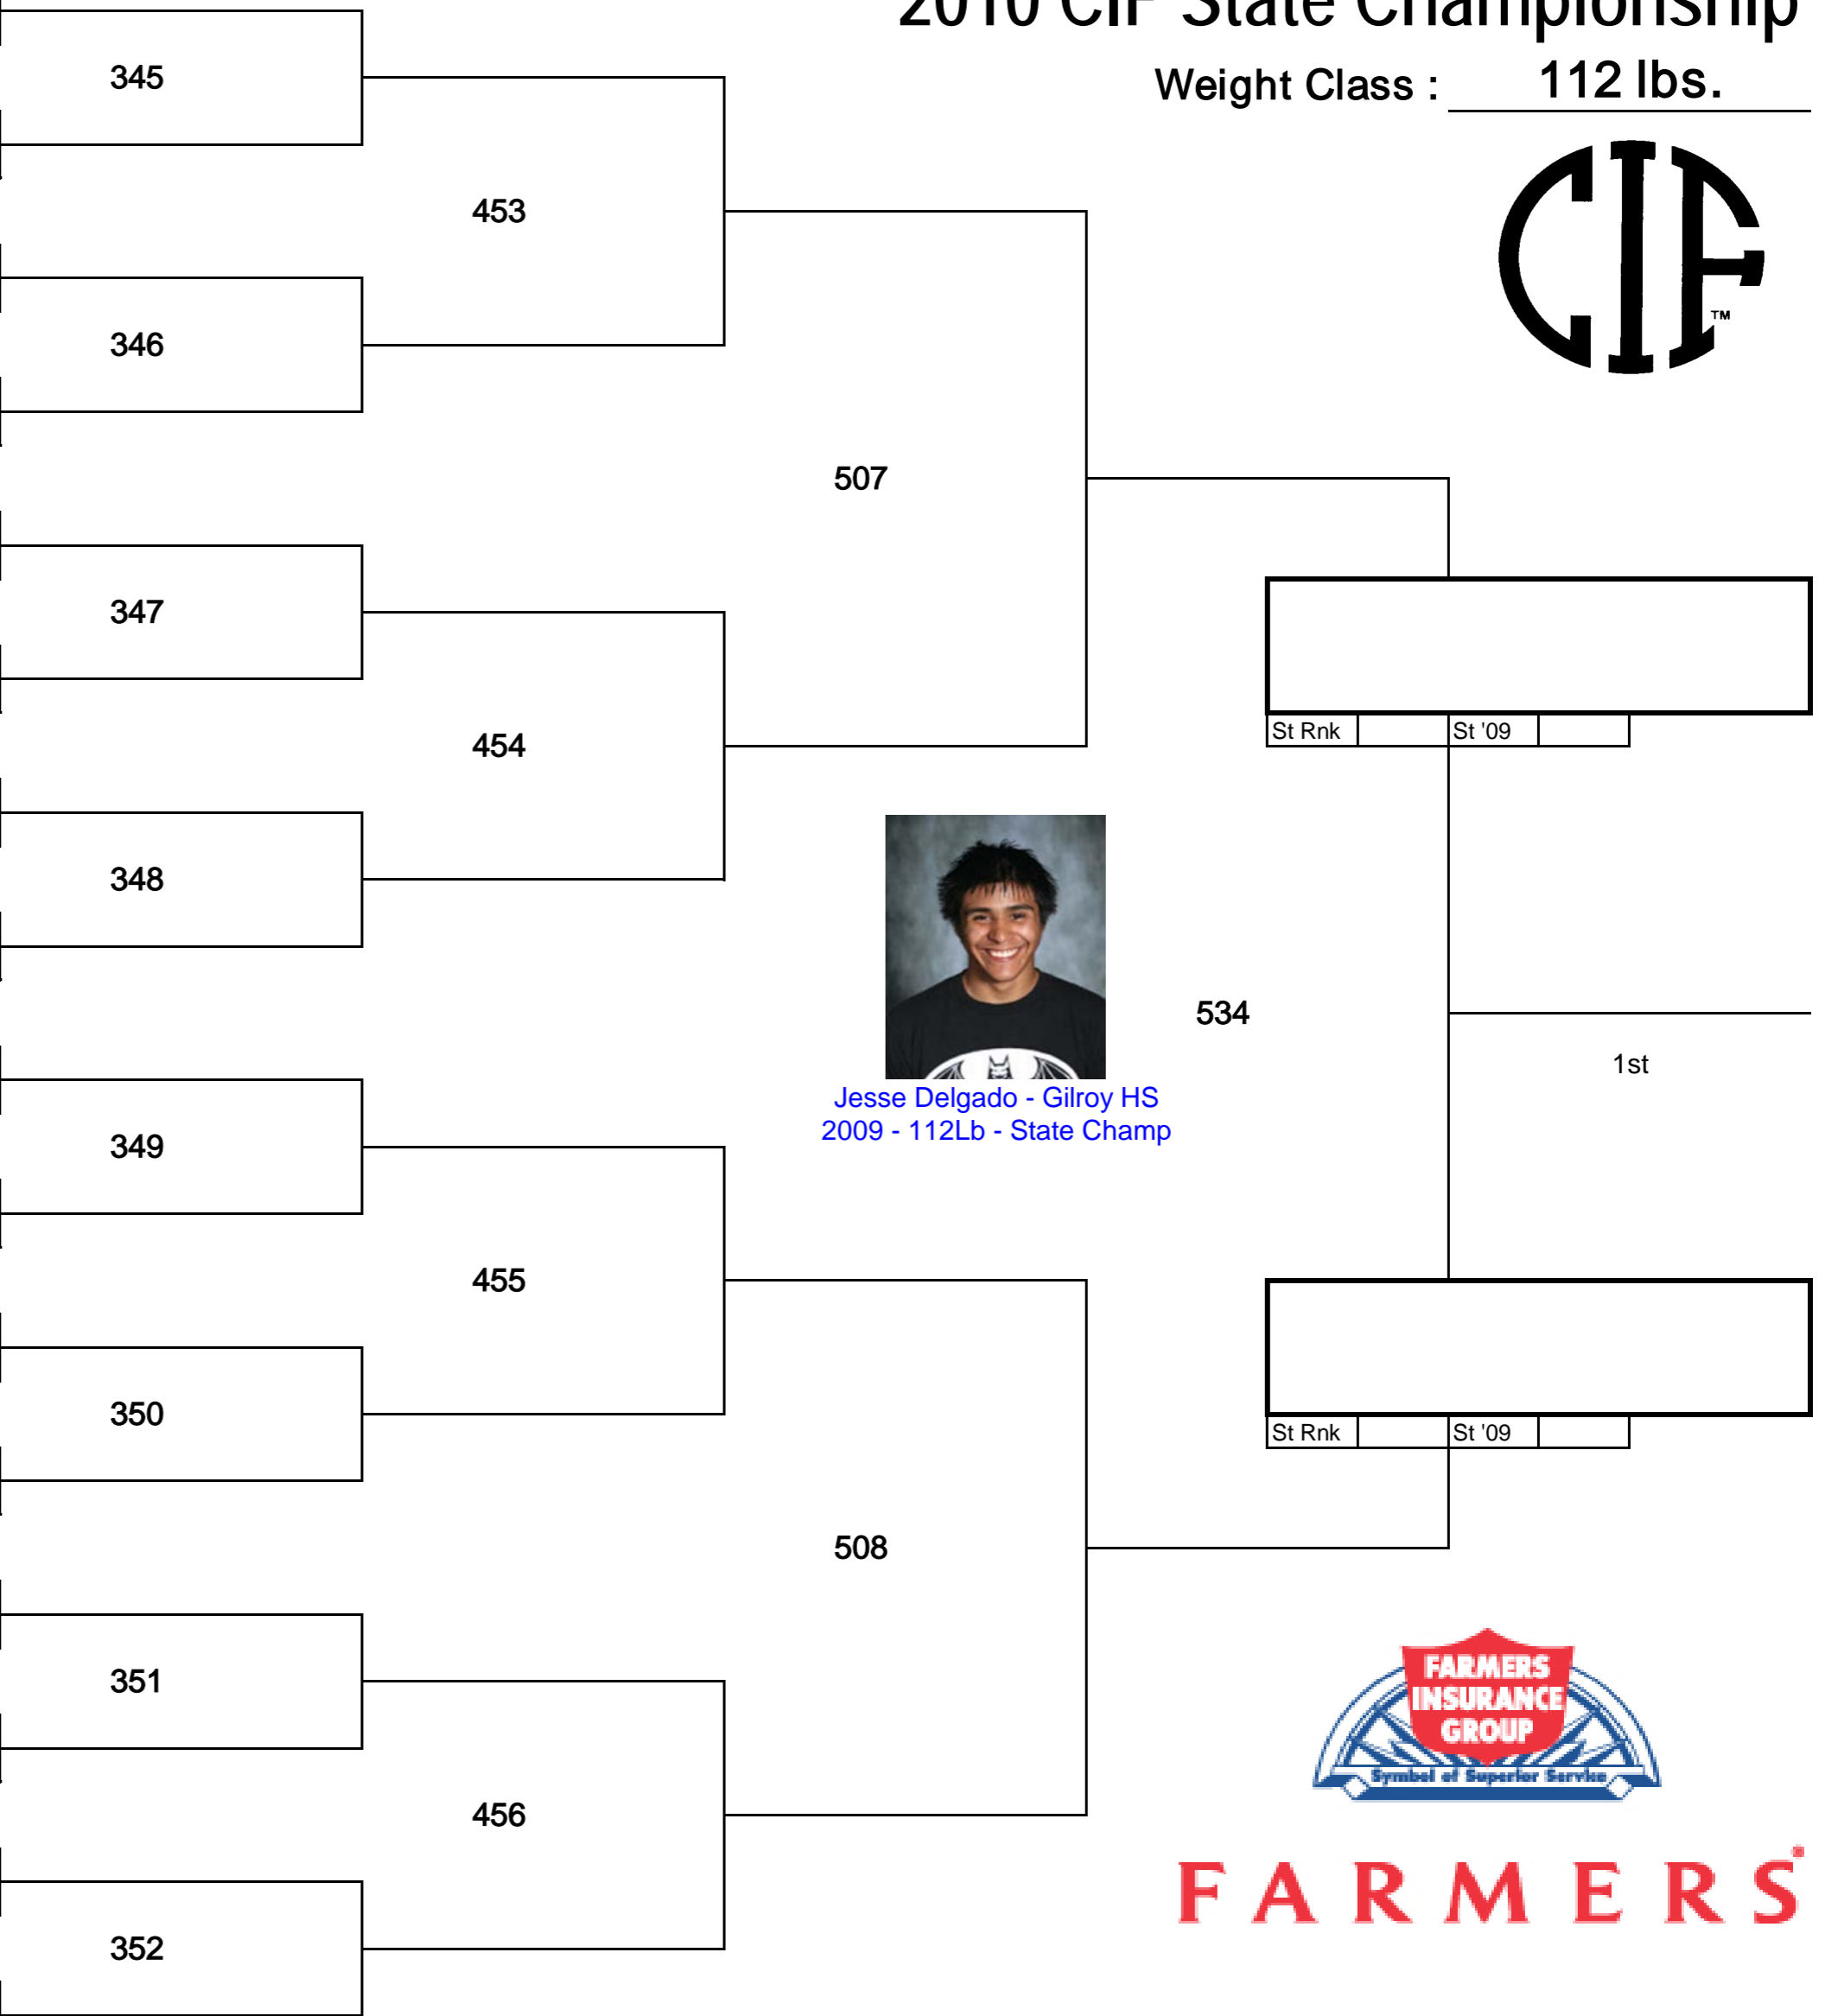 2010 CIF State Championship
Weight Class : 112 lbs.
CIF
TM
345
453
346
507
347
St Rnk St '09
454
348
534
1st
Jesse Delgado - Gilroy HS
2009 - 112Lb - State Champ
349
455
350
St Rnk St '09
508
351
456
352
FARMERS
INSURANCE
GROUP
Symbol of Superior Service
FARMERS